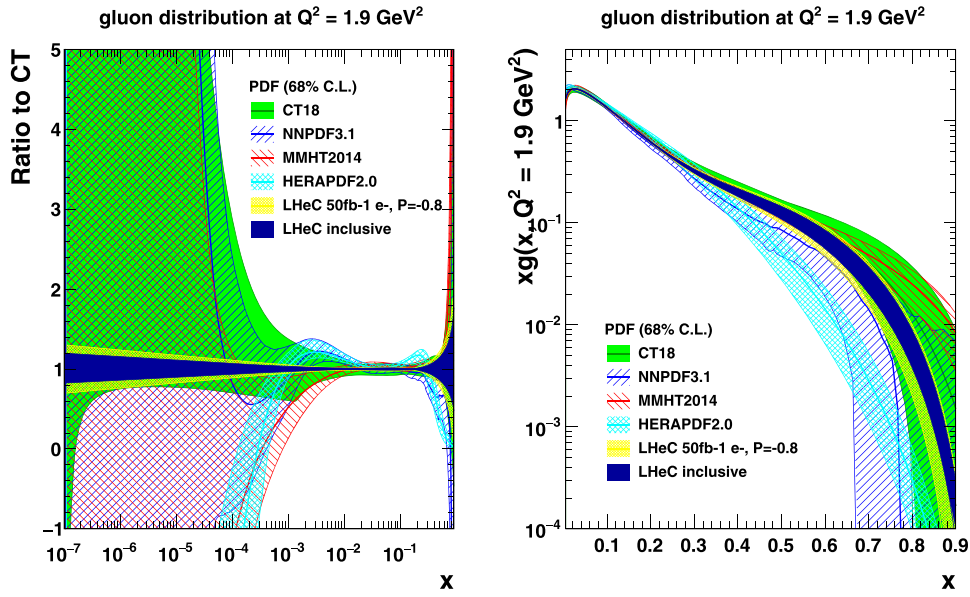 gluon distribution at Q² = 1.9 GeV²
Ratio to CT
5
4
3
2
1
0
−1
PDF (68% C.L.)
CT18
NNPDF3.1
MMHT2014
HERAPDF2.0
LHeC 50fb-1 e-, P=-0.8
LHeC inclusive
10⁻⁷ 10⁻⁶ 10⁻⁵ 10⁻⁴ 10⁻³ 10⁻² 10⁻¹
x
gluon distribution at Q² = 1.9 GeV²
xg(x, Q² = 1.9 GeV²)
1
10⁻¹
10⁻²
10⁻³
10⁻⁴
PDF (68% C.L.)
CT18
NNPDF3.1
MMHT2014
HERAPDF2.0
LHeC 50fb-1 e-, P=-0.8
LHeC inclusive
0.1 0.2 0.3 0.4 0.5 0.6 0.7 0.8 0.9
x